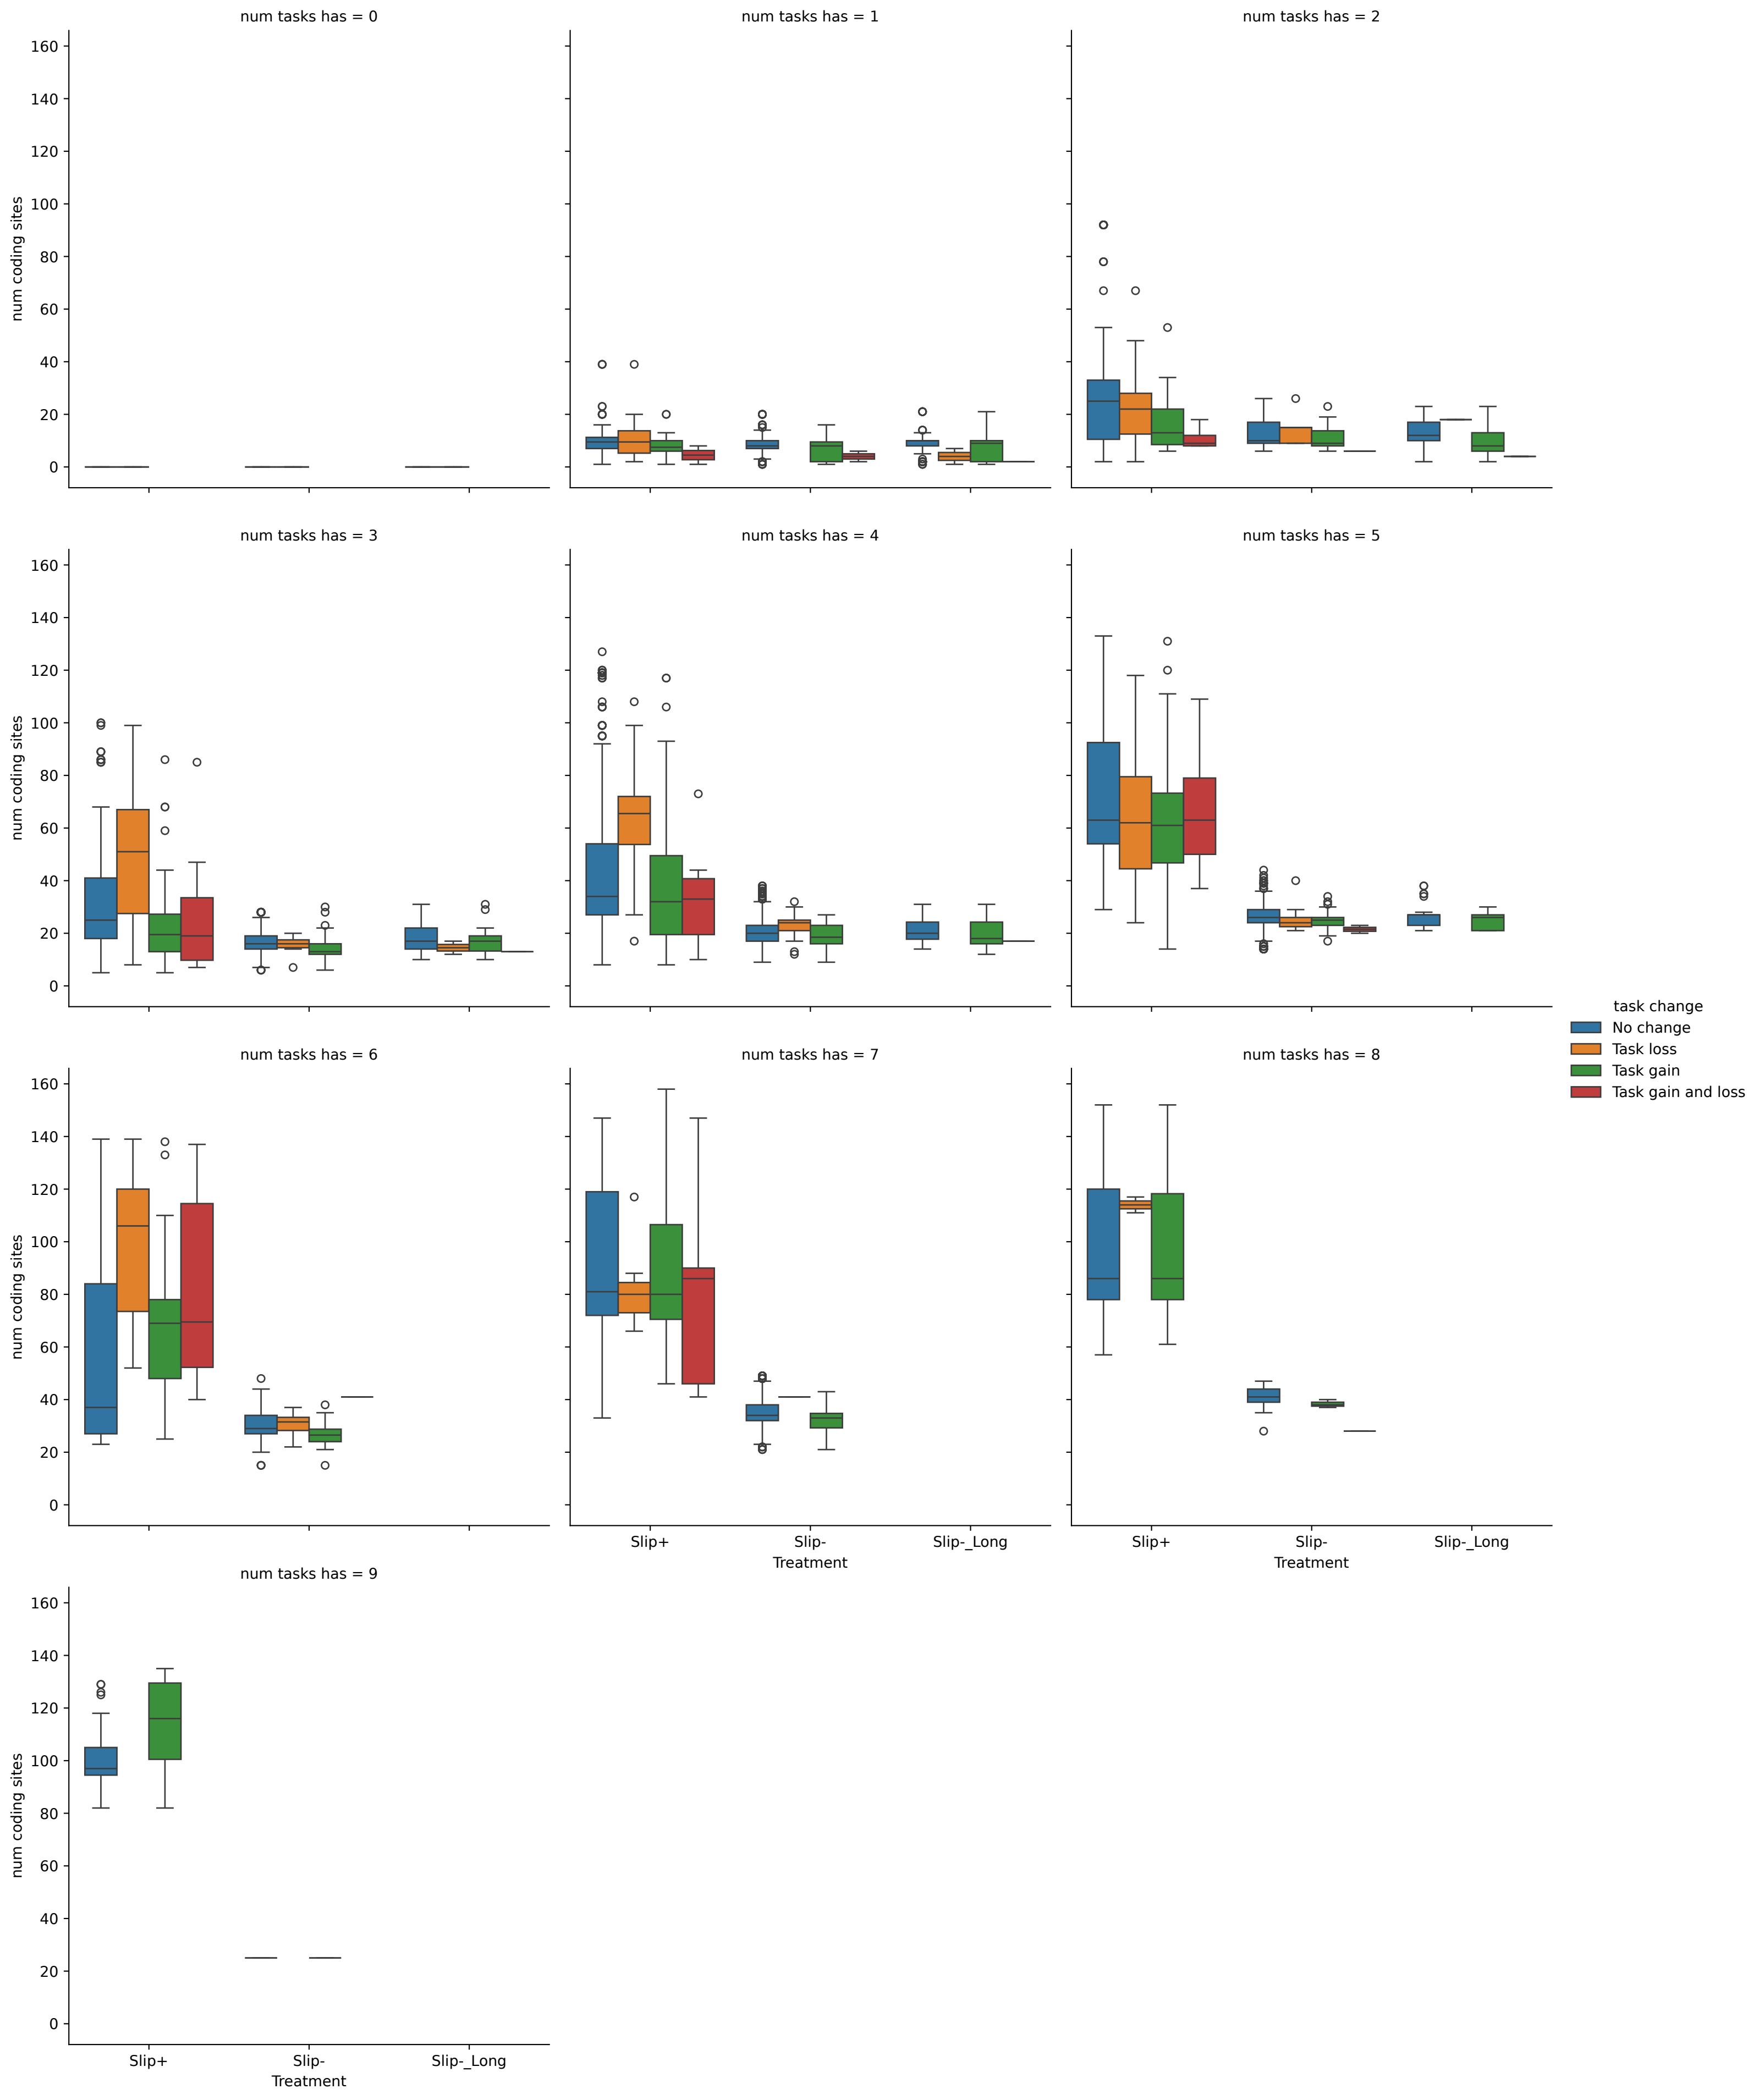 num tasks has = 0
num tasks has = 1
num tasks has = 2
160
140
120
100
80
60
40
20
0
num coding sites
num tasks has = 3
num tasks has = 4
num tasks has = 5
160
140
120
100
80
60
40
20
0
num coding sites
task change
No change
Task loss
Task gain
Task gain and loss
num tasks has = 6
num tasks has = 7
num tasks has = 8
160
140
120
100
80
60
40
20
0
num coding sites
Slip+ Slip- Slip-_Long
Treatment
Slip+ Slip- Slip-_Long
Treatment
num tasks has = 9
160
140
120
100
80
60
40
20
0
num coding sites
Slip+ Slip- Slip-_Long
Treatment